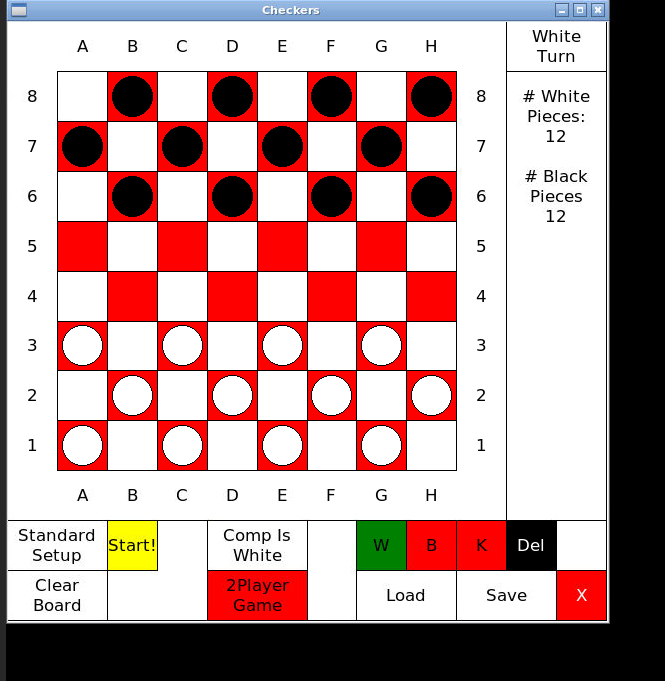 Checkers
White
Turn
A B C D E F G H
8 8
# White
Pieces:
12
7 7
# Black
Pieces
12
6 6
5 5
4 4
3 3
2 2
1 1
A B C D E F G H
Standard
Setup
Start!
Comp Is
White
W
B
K
Del
Clear
Board
2Player
Game
Load
Save
X